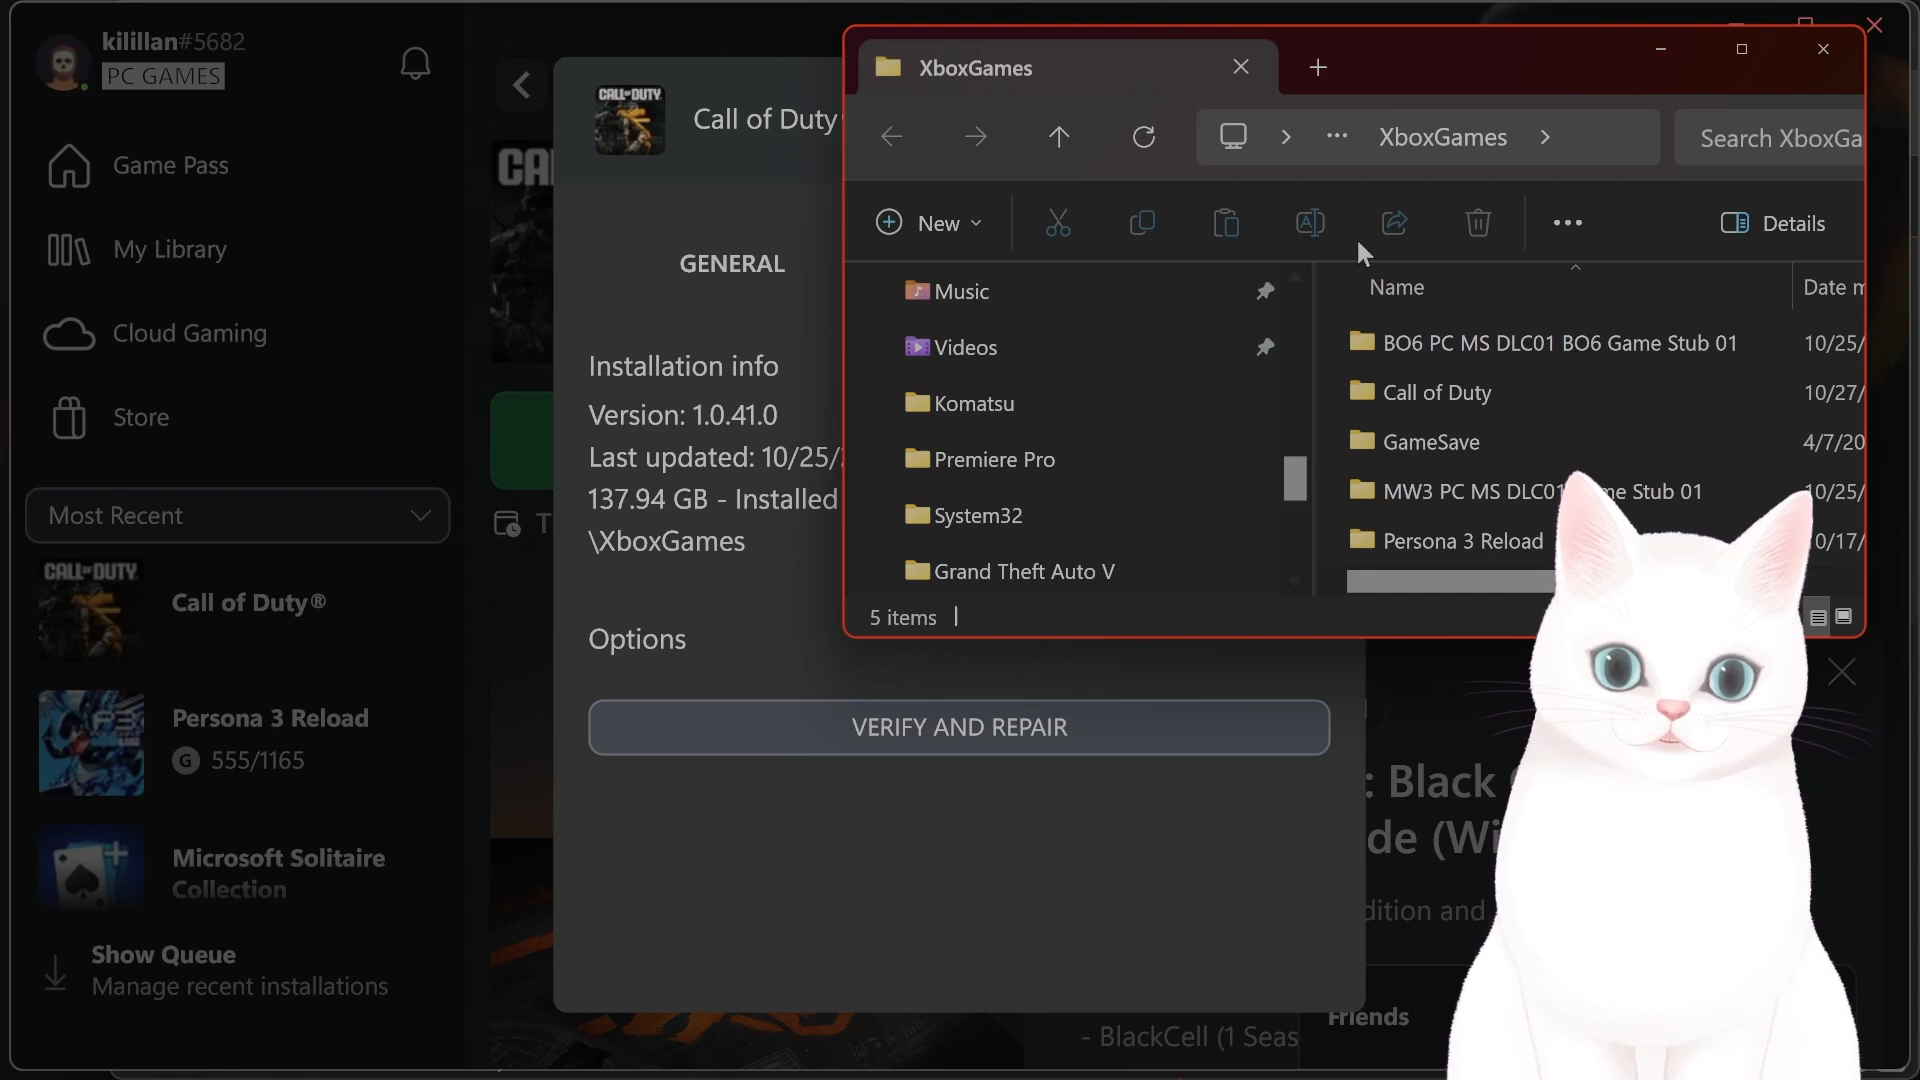 kilillan#5682
PC GAMES
Game Pass
My Library
Cloud Gaming
Store
Most Recent
CALL OF DUTY
Call of Duty®
P3
Persona 3 Reload
G 555/1165
Microsoft Solitaire
Collection
Show Queue
Manage recent installations
CALL OF DUTY
Call of Duty
CA
GENERAL
Installation info
Version: 1.0.41.0
Last updated: 10/25/
137.94 GB - Installed
\XboxGames
T
Options
VERIFY AND REPAIR
XboxGames
XboxGames
Search XboxGa
New
Details
Music
Videos
Komatsu
Premiere Pro
System32
Grand Theft Auto V
Name
Date m
BO6 PC MS DLC01 BO6 Game Stub 01
10/25/
Call of Duty
10/27/
GameSave
4/7/20
MW3 PC MS DLC01 me Stub 01
10/25/
Persona 3 Reload
0/17/
5 items
: Black
de (Wi
dition and
Friends
- BlackCell (1 Seas